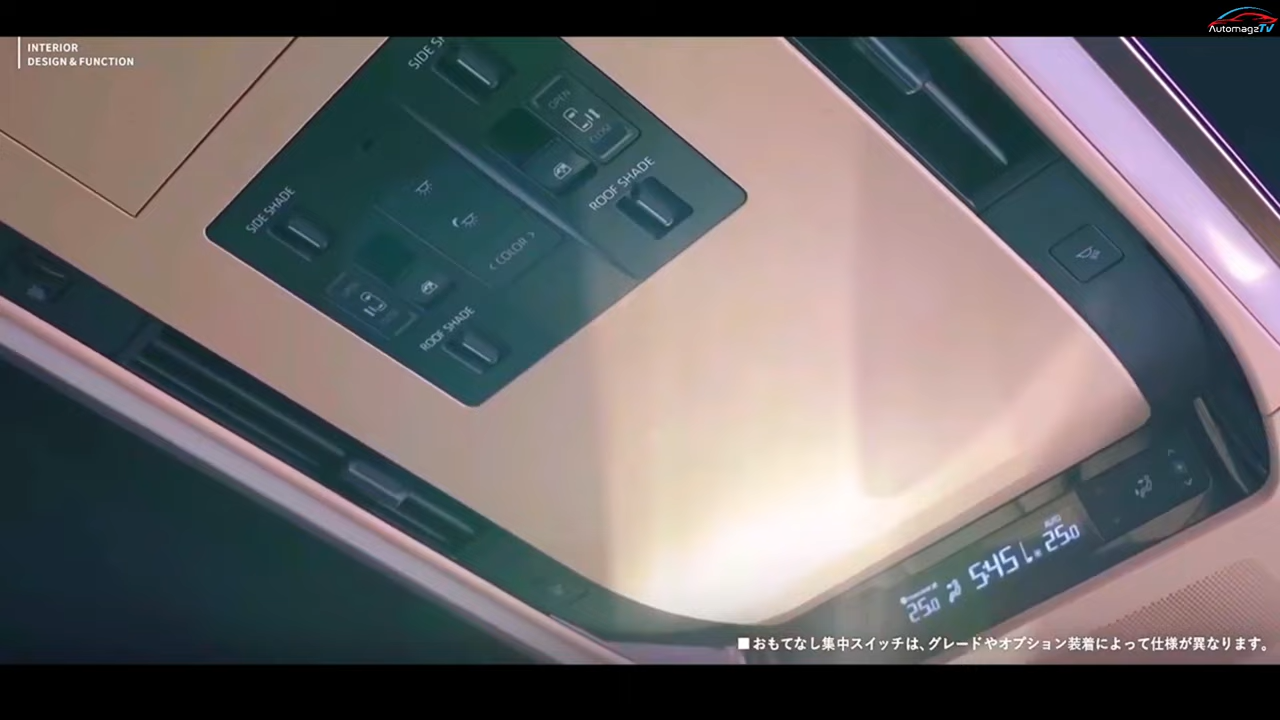 AutomagzTV
INTERIOR
DESIGN & FUNCTION
SIDE S
OPEN
CLOSE
ROOF SHADE
SIDE SHADE
< COLOR >
ROOF SHADE
AUTO
25.0
5:45
25.0
■おもてなし集中スイッチは、グレードやオプション装着によって仕様が異なります。